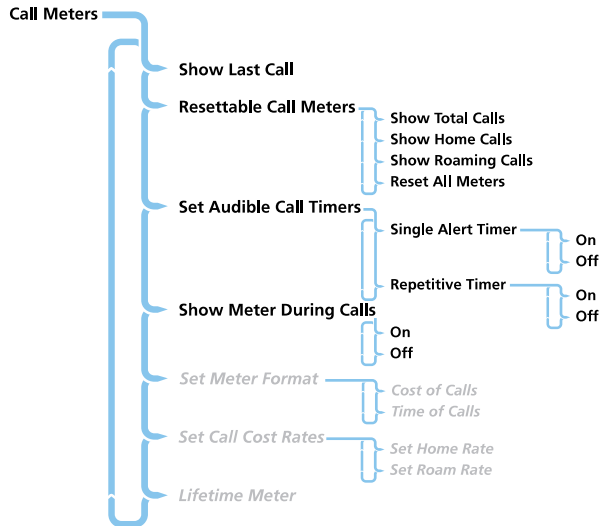 Call Meters
Show Last Call
Resettable Call Meters
Show Total Calls
Show Home Calls
Show Roaming Calls
Reset All Meters
Set Audible Call Timers
Single Alert Timer
On
Off
Repetitive Timer
On
Off
Show Meter During Calls
On
Off
Set Meter Format
Cost of Calls
Time of Calls
Set Call Cost Rates
Set Home Rate
Set Roam Rate
Lifetime Meter